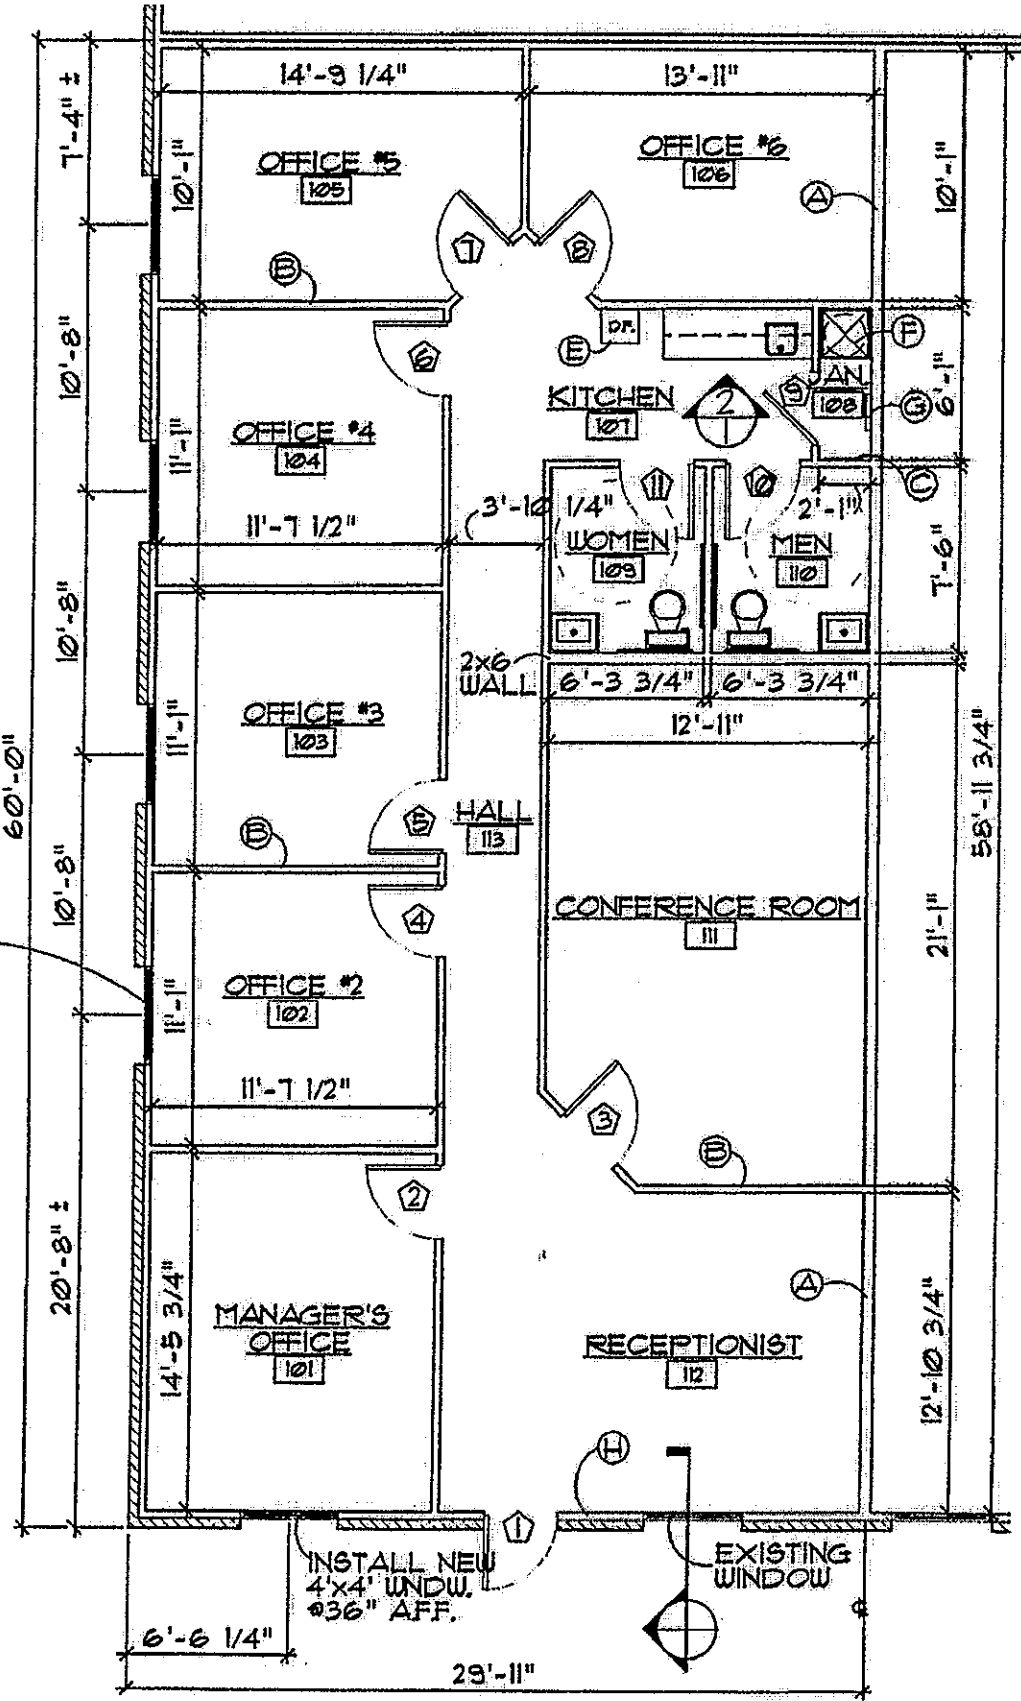 14'-9 1/4"
13'-11"
7'-4" ±
10'-1"
OFFICE #5
105
OFFICE #6
106
A
10'-1"
7
8
B
10'-8"
6
E
DF.
F
9
JAN.
108
G
6'-1"
KITCHEN
107
2
1
OFFICE #4
104
11'-1"
C
11
10
2'-1"
3'-10 1/4"
11'-7 1/2"
WOMEN
109
MEN
110
7'-6"
10'-8"
2x6
WALL
6'-3 3/4"
6'-3 3/4"
12'-11"
OFFICE #3
103
11'-1"
60'-0"
58'-11 3/4"
5
HALL
113
B
10'-8"
4
CONFERENCE ROOM
111
21'-1"
OFFICE #2
102
11'-1"
11'-7 1/2"
3
B
2
20'-8" ±
A
MANAGER'S
OFFICE
101
14'-5 3/4"
RECEPTIONIST
112
12'-10 3/4"
H
1
INSTALL NEW
4'x4' WNDW.
@36" AFF.
EXISTING
WINDOW
6'-6 1/4"
29'-11"